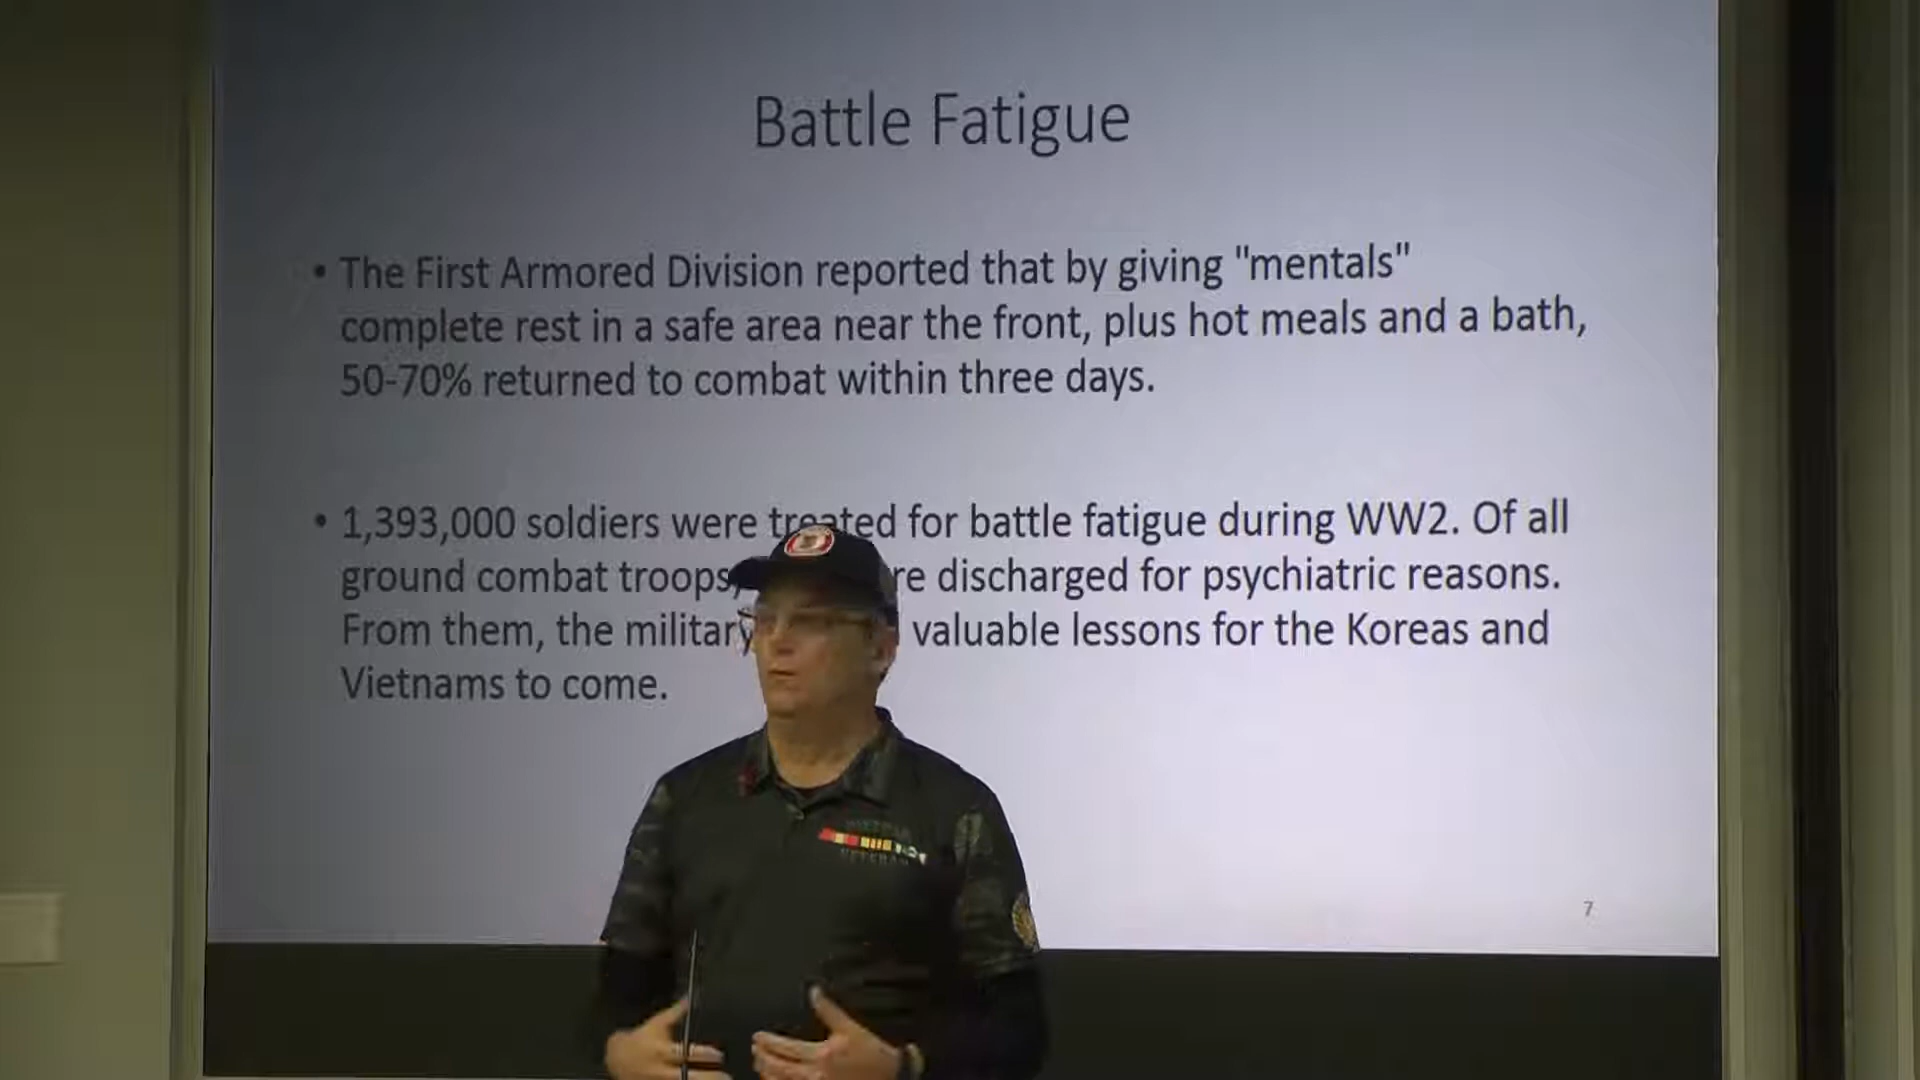 Battle Fatigue
• The First Armored Division reported that by giving "mentals"
complete rest in a safe area near the front, plus hot meals and a bath,
50-70% returned to combat within three days.
• 1,393,000 soldiers were treated for battle fatigue during WW2. Of all
ground combat troops, discharged for psychiatric reasons.
From them, the military valuable lessons for the Koreas and
Vietnams to come.
VETERAN
7